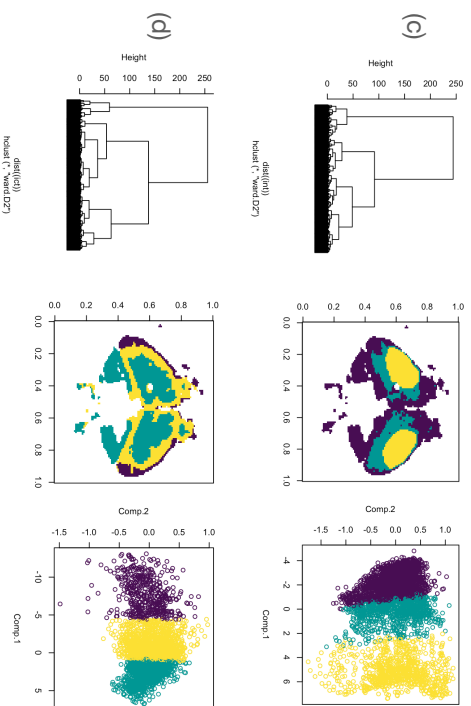 (c)
Height
0 50 100 150 200 250
dist((int))
hclust (*, "ward.D2")
0.0 0.2 0.4 0.6 0.8 1.0
0.0 0.2 0.4 0.6 0.8 1.0
Comp.2
-1.5 -1.0 -0.5 0.0 0.5 1.0
-4 -2 0 2 4 6
Comp.1
(d)
Height
0 50 100 150 200 250
dist((ict))
hclust (*, "ward.D2")
0.0 0.2 0.4 0.6 0.8 1.0
0.0 0.2 0.4 0.6 0.8 1.0
Comp.2
-1.5 -1.0 -0.5 0.0 0.5 1.0
-10 -5 0 5
Comp.1